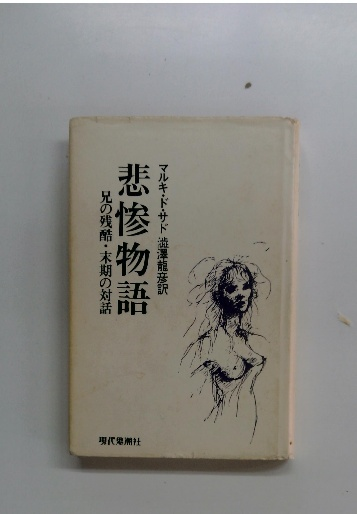 マルキ・ド・サド 澁澤龍彦訳
悲惨物語
兄の残酷・末期の対話
現代思潮社